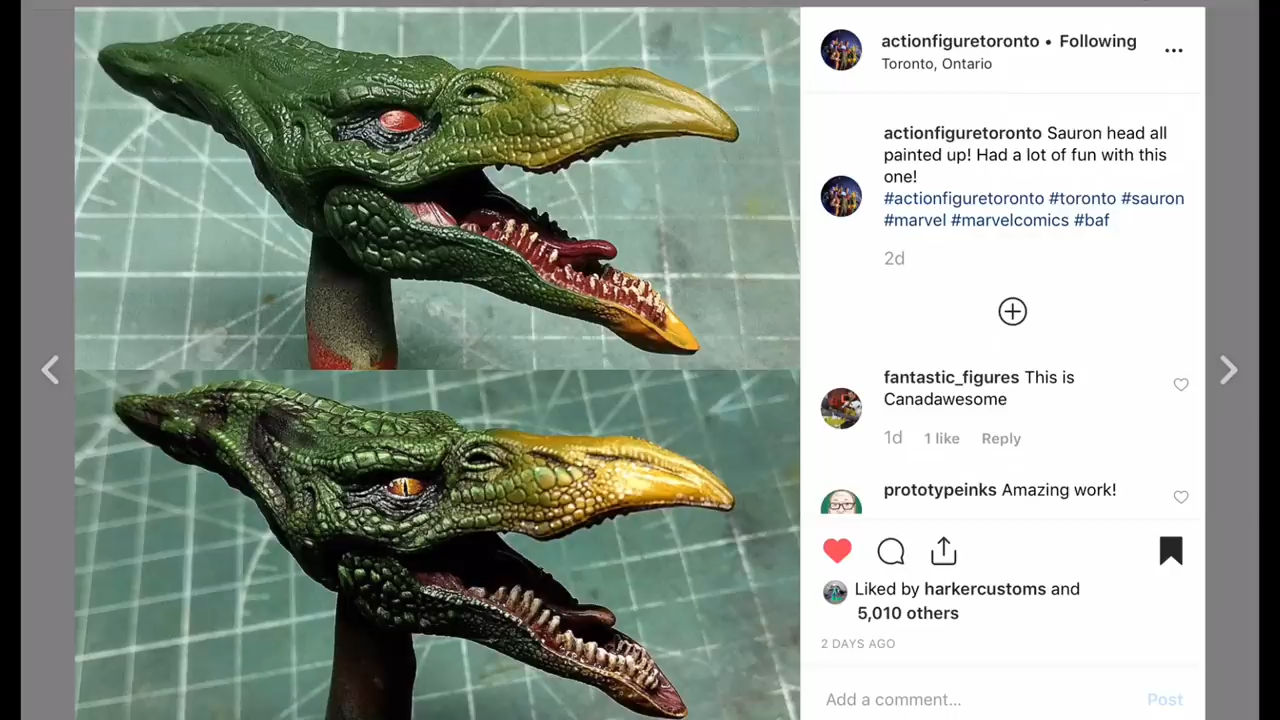 actionfiguretoronto • Following
Toronto, Ontario
actionfiguretoronto Sauron head all
painted up! Had a lot of fun with this
one!
#actionfiguretoronto #toronto #sauron
#marvel #marvelcomics #baf
2d
fantastic_figures This is
Canadawesome
1d 1 like Reply
prototypeinks Amazing work!
Liked by harkercustoms and
5,010 others
2 DAYS AGO
Add a comment... Post